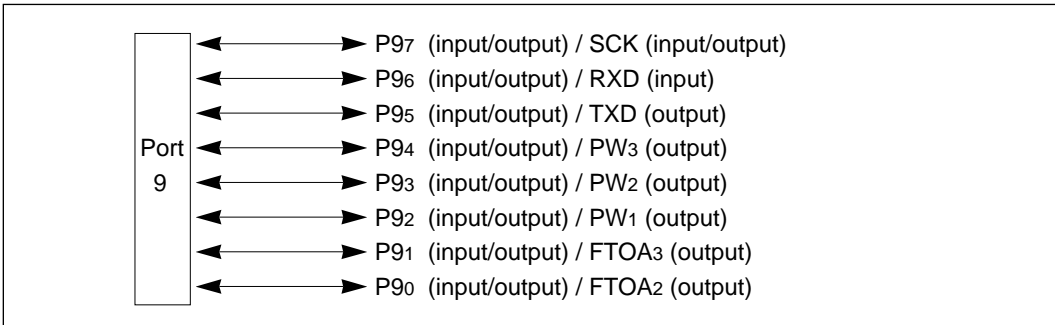 P97 (input/output) / SCK (input/output)
P96 (input/output) / RXD (input)
P95 (input/output) / TXD (output)
Port 9
P94 (input/output) / PW3 (output)
P93 (input/output) / PW2 (output)
P92 (input/output) / PW1 (output)
P91 (input/output) / FTOA3 (output)
P90 (input/output) / FTOA2 (output)